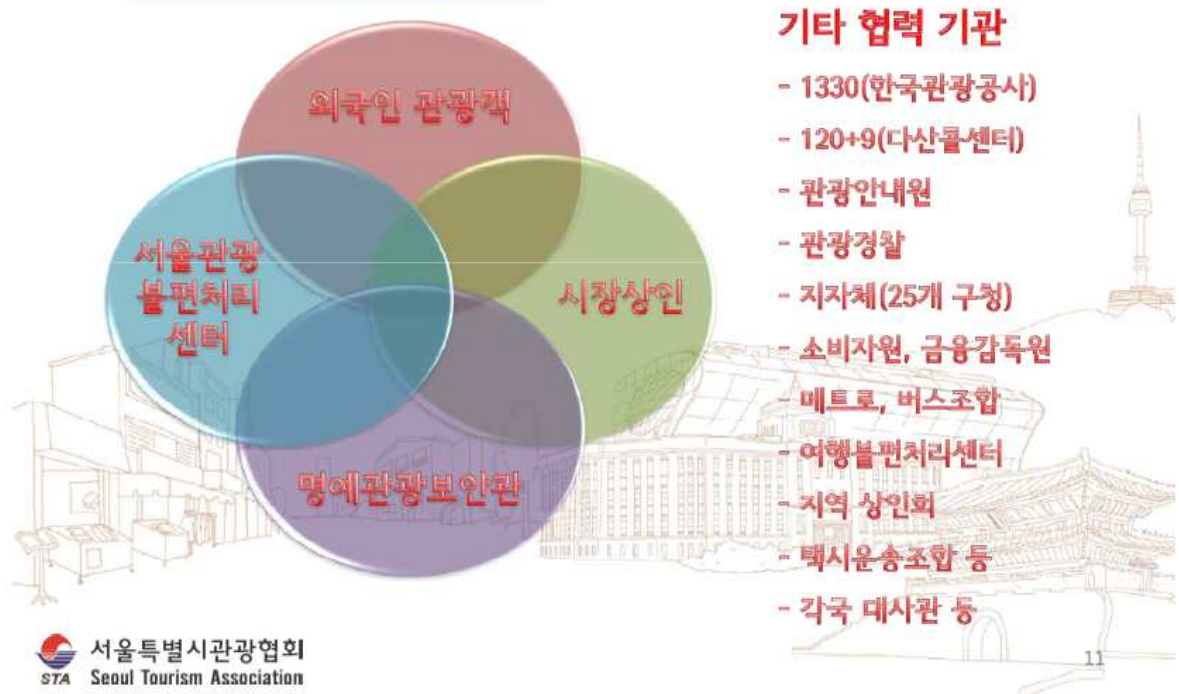 외국인 관광객
서울관광
불편처리
센터
시장상인
명예관광보안관
기타 협력 기관
- 1330(한국관광공사)
- 120+9(다산콜센터)
- 관광안내원
- 관광경찰
- 지자체(25개 구청)
- 소비자원, 금융감독원
- 메트로, 버스조합
- 여행불편처리센터
- 지역 상인회
- 택시운송조합 등
- 각국 대사관 등
서울특별시관광협회
STA Seoul Tourism Association
11